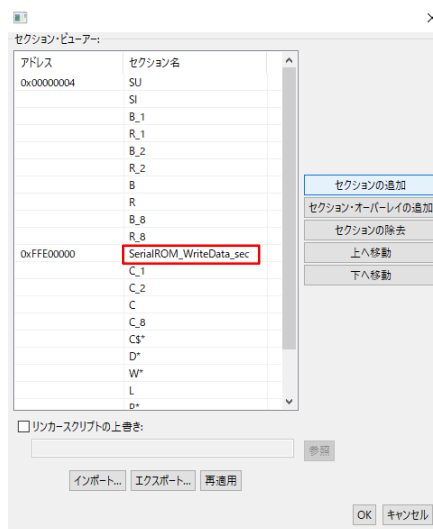 セクション・ビューアー:
アドレス セクション名
0x00000004 SU
SI
B_1
R_1
B_2
R_2
B
R
B_8
R_8
0xFFE00000 SerialROM_WriteData_sec
C_1
C_2
C
C_8
C$*
D*
W*
L
P*
セクションの追加
セクション・オーバーレイの追加
セクションの除去
上へ移動
下へ移動
リンカースクリプトの上書き:
参照
インポート... エクスポート... 再適用
OK キャンセル